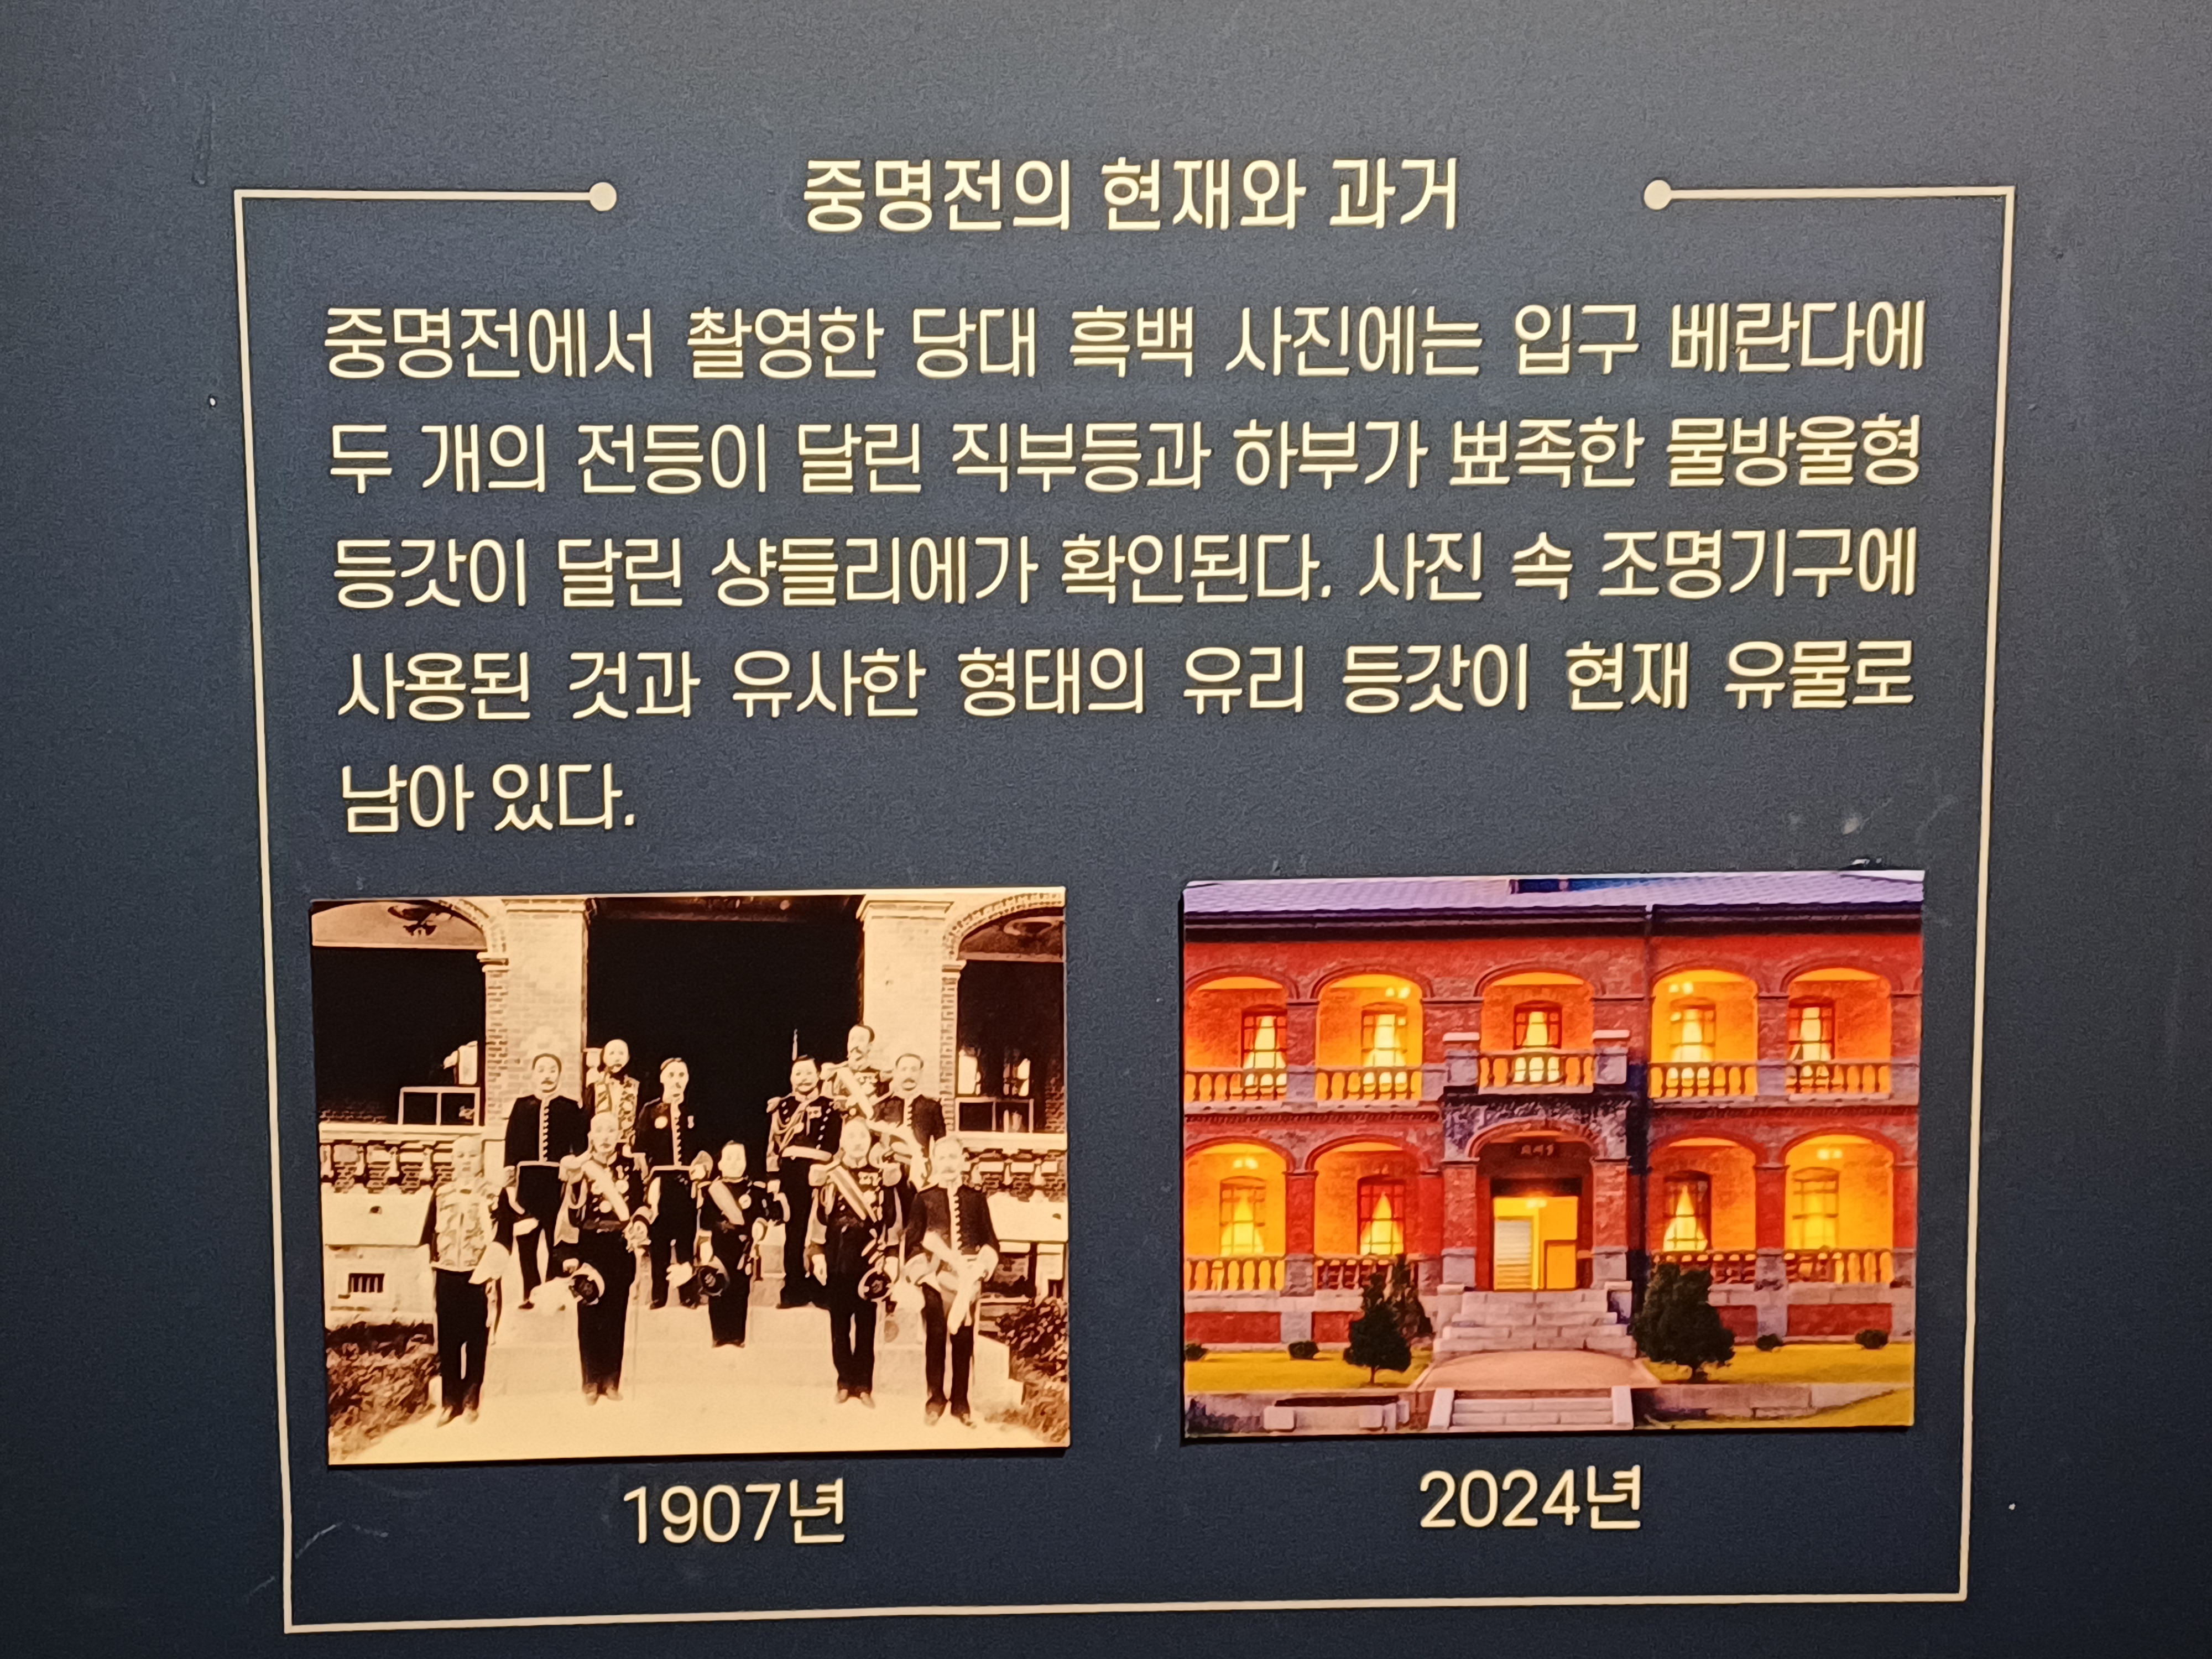 중명전의 현재와 과거
중명전에서 촬영한 당대 흑백 사진에는 입구 베란다에
두 개의 전등이 달린 직부등과 하부가 뾰족한 물방울형
등갓이 달린 샹들리에가 확인된다. 사진 속 조명기구에
사용된 것과 유사한 형태의 유리 등갓이 현재 유물로
남아 있다.
1907년
2024년